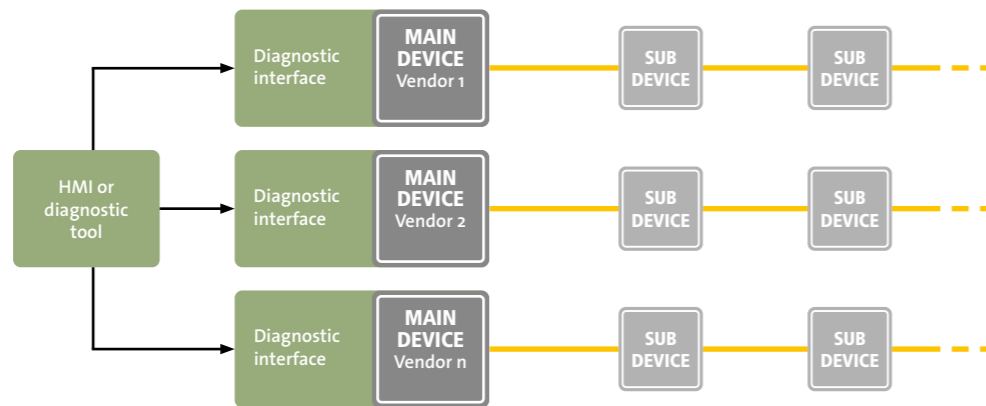 Diagnostic
interface
MAIN
DEVICE
Vendor 1
SUB
DEVICE
SUB
DEVICE
HMI or
diagnostic
tool
Diagnostic
interface
MAIN
DEVICE
Vendor 2
SUB
DEVICE
SUB
DEVICE
Diagnostic
interface
MAIN
DEVICE
Vendor n
SUB
DEVICE
SUB
DEVICE